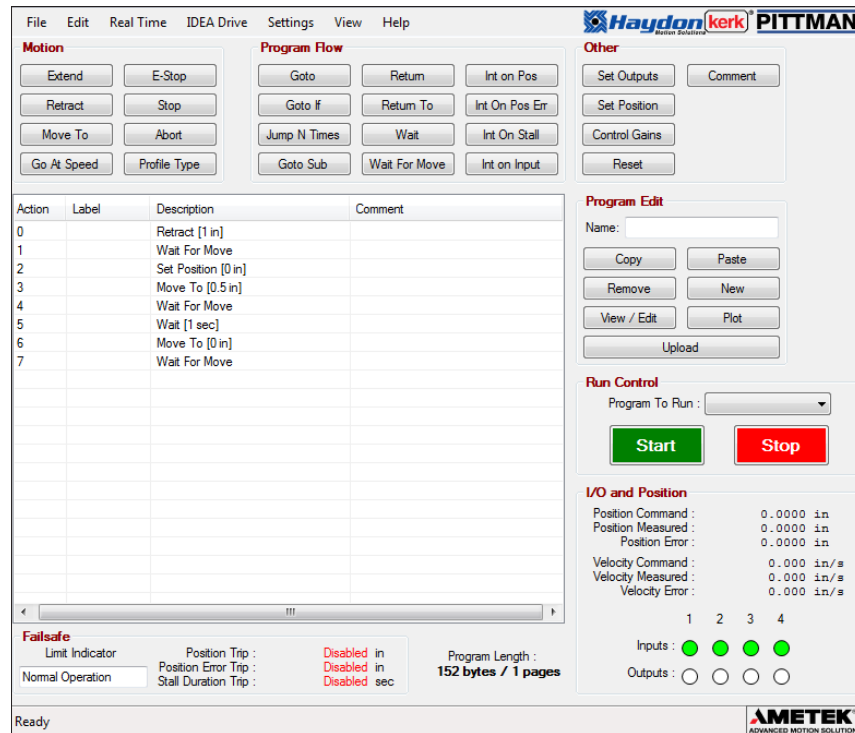 File Edit Real Time IDEA Drive Settings View Help
Haydon kerk PITTMAN
Motion Solutions
Motion
Extend E-Stop
Retract Stop
Move To Abort
Go At Speed Profile Type
Program Flow
Goto Return Int on Pos
Goto If Return To Int On Pos Err
Jump N Times Wait Int On Stall
Goto Sub Wait For Move Int on Input
Other
Set Outputs Comment
Set Position
Control Gains
Reset
Action Label Description Comment
0 Retract [1 in]
1 Wait For Move
2 Set Position [0 in]
3 Move To [0.5 in]
4 Wait For Move
5 Wait [1 sec]
6 Move To [0 in]
7 Wait For Move
Program Edit
Name:
Copy Paste
Remove New
View / Edit Plot
Upload
Run Control
Program To Run :
Start Stop
I/O and Position
Position Command : 0.0000 in
Position Measured : 0.0000 in
Position Error : 0.0000 in
Velocity Command : 0.000 in/s
Velocity Measured : 0.000 in/s
Velocity Error : 0.000 in/s
1 2 3 4
Inputs :
Outputs :
Failsafe
Limit Indicator
Normal Operation
Position Trip : Disabled in
Position Error Trip : Disabled in
Stall Duration Trip : Disabled sec
Program Length :
152 bytes / 1 pages
Ready
AMETEK®
ADVANCED MOTION SOLUTION